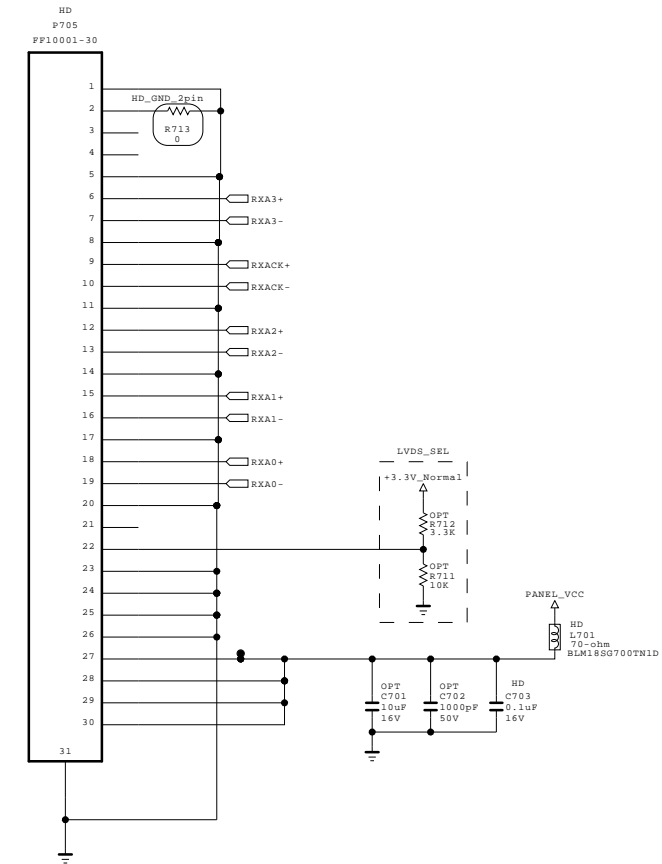 HD
P705
FF10001-30
1
HD_GND_2pin
2
R713
0
3
4
5
6
RXA3+
7
RXA3-
8
9
RXACK+
10
RXACK-
11
12
RXA2+
13
RXA2-
14
15
RXA1+
16
RXA1-
17
18
RXA0+
19
RXA0-
20
21
22
23
24
25
26
27
28
29
30
31
LVDS_SEL
+3.3V_Normal
OPT
R712
3.3K
OPT
R711
10K
PANEL_VCC
HD
L701
70-ohm
BLM18SG700TN1D
OPT
C701
10uF
16V
OPT
C702
1000pF
50V
HD
C703
0.1uF
16V